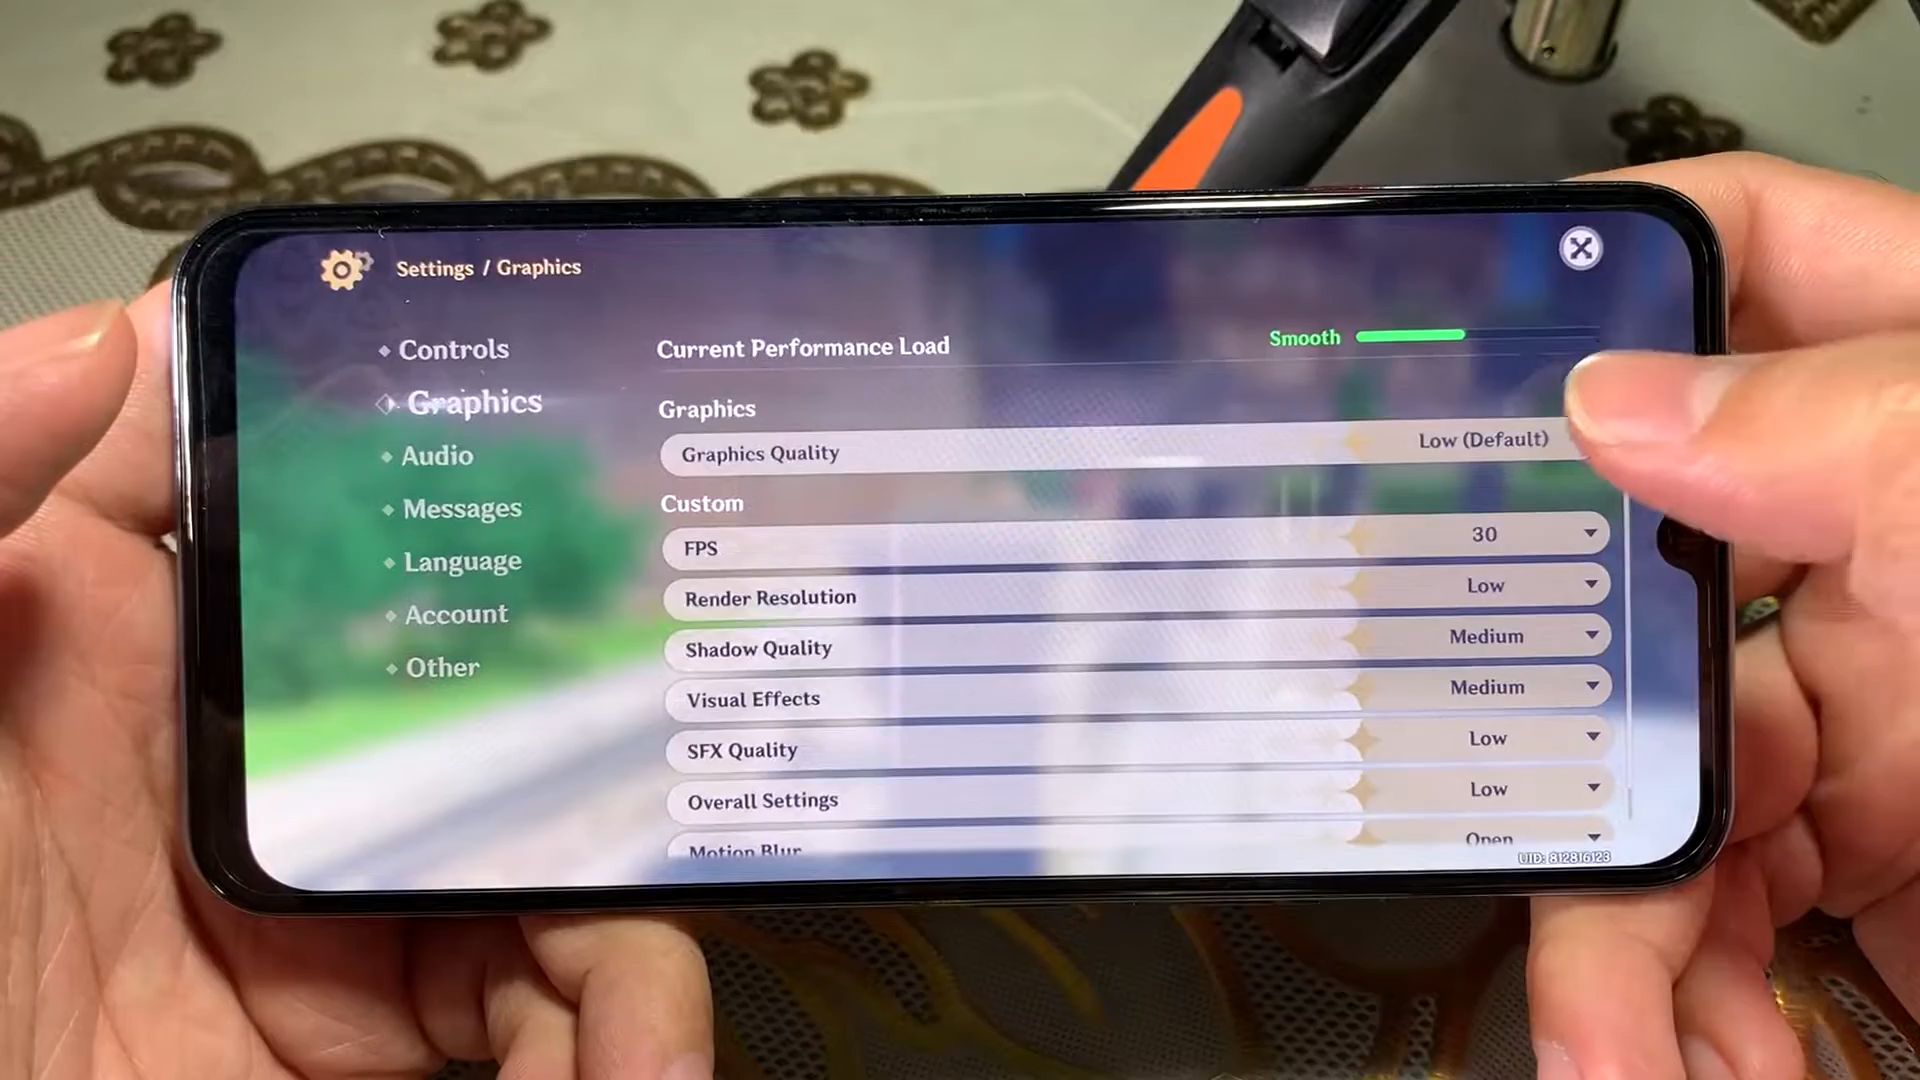 Settings / Graphics
Controls
Graphics
Audio
Messages
Language
Account
Other
Current Performance Load
Smooth
Graphics
Graphics Quality
Low (Default)
Custom
FPS
30
Render Resolution
Low
Shadow Quality
Medium
Visual Effects
Medium
SFX Quality
Low
Overall Settings
Low
Motion Blur
Open
UID: 812816123